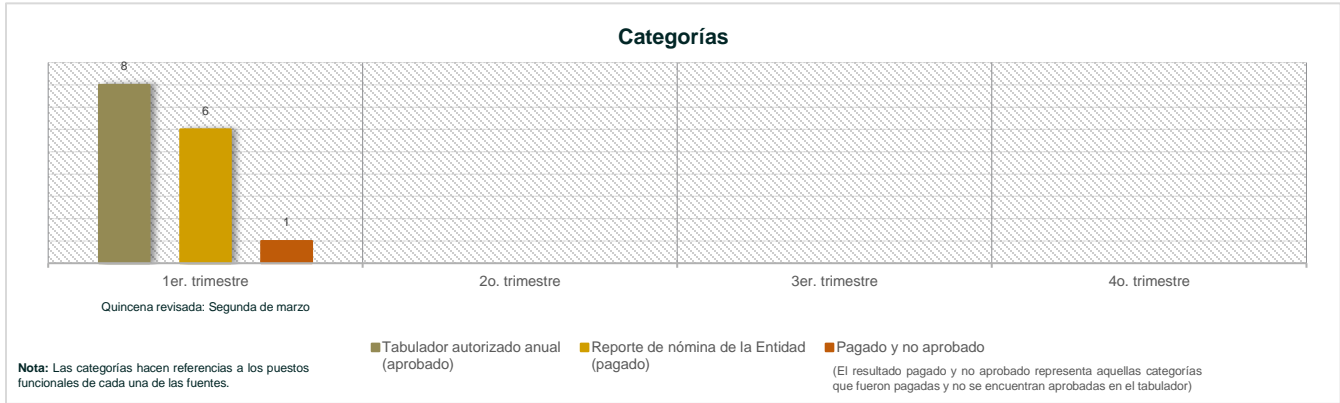 Categorías
8
6
1
1er. trimestre
2o. trimestre
3er. trimestre
4o. trimestre
Quincena revisada: Segunda de marzo
Tabulador autorizado anual
(aprobado)
Reporte de nómina de la Entidad
(pagado)
Pagado y no aprobado
Nota: Las categorías hacen referencias a los puestos
funcionales de cada una de las fuentes.
(El resultado pagado y no aprobado representa aquellas categorías
que fueron pagadas y no se encuentran aprobadas en el tabulador)